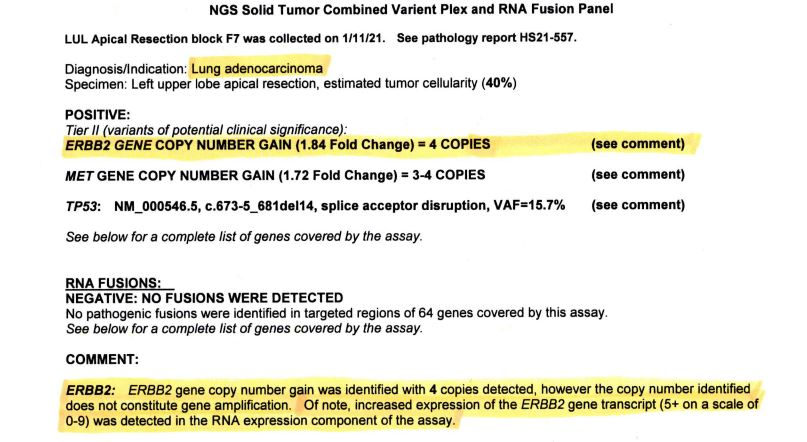 NGS Solid Tumor Combined Varient Plex and RNA Fusion Panel
LUL Apical Resection block F7 was collected on 1/11/21. See pathology report HS21-557.
Diagnosis/Indication: Lung adenocarcinoma
Specimen: Left upper lobe apical resection, estimated tumor cellularity (40%)
POSITIVE:
Tier II (variants of potential clinical significance):
ERBB2 GENE COPY NUMBER GAIN (1.84 Fold Change) = 4 COPIES (see comment)
MET GENE COPY NUMBER GAIN (1.72 Fold Change) = 3-4 COPIES (see comment)
TP53: NM_000546.5, c.673-5_681del14, splice acceptor disruption, VAF=15.7% (see comment)
See below for a complete list of genes covered by the assay.
RNA FUSIONS:
NEGATIVE: NO FUSIONS WERE DETECTED
No pathogenic fusions were identified in targeted regions of 64 genes covered by this assay.
See below for a complete list of genes covered by the assay.
COMMENT:
ERBB2: ERBB2 gene copy number gain was identified with 4 copies detected, however the copy number identified
does not constitute gene amplification. Of note, increased expression of the ERBB2 gene transcript (5+ on a scale of
0-9) was detected in the RNA expression component of the assay.